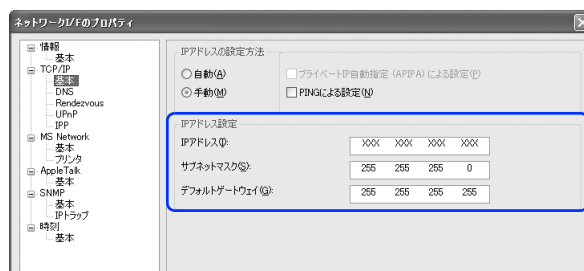 ネットワークI/Fのプロパティ
情報
基本
TCP/IP
基本
DNS
Rendezvous
UPnP
IPP
MS Network
基本
プリンタ
AppleTalk
基本
SNMP
基本
IPトラップ
時刻
基本
IPアドレスの設定方法
自動(A)
プライベートIP自動指定 (APIPA) による設定(P)
手動(M)
PINGによる設定(N)
IPアドレス設定
IPアドレス(I): XXX XXX XXX XXX
サブネットマスク(S): 255 255 255 0
デフォルトゲートウェイ(G): 255 255 255 255